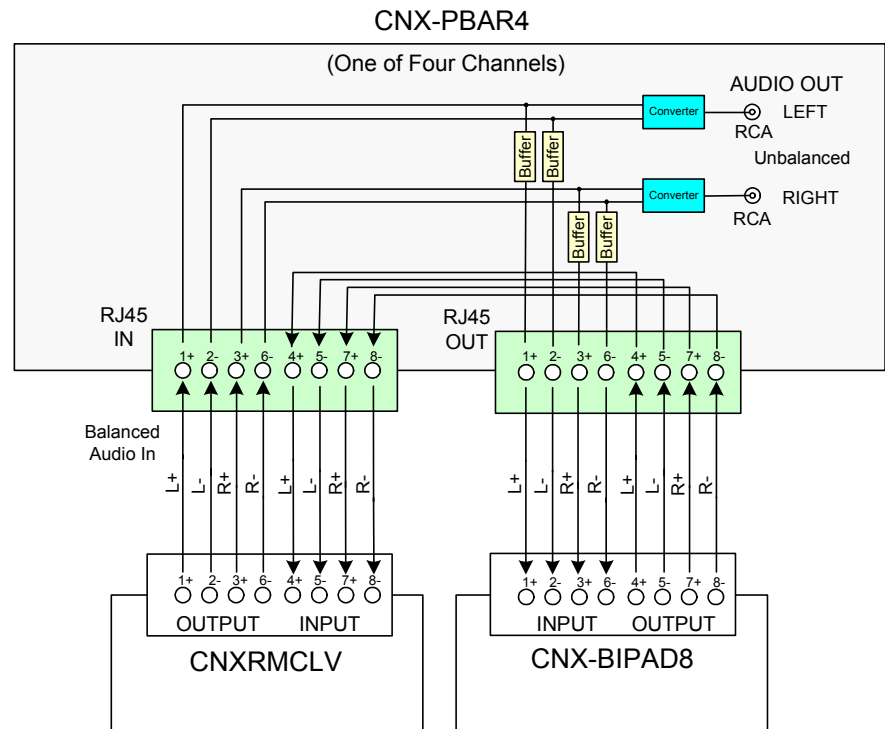 CNX-PBAR4
(One of Four Channels)
AUDIO OUT
Converter
LEFT
RCA
Buffer
Buffer
Unbalanced
Converter
RIGHT
RCA
Buffer
Buffer
RJ45
IN
RJ45
OUT
1+ 2- 3+ 6- 4+ 5- 7+ 8-
1+ 2- 3+ 6- 4+ 5- 7+ 8-
Balanced
Audio In
L+ L- R+ R- L+ L- R+ R-
L+ L- R+ R- L+ L- R+ R-
1+ 2- 3+ 6- 4+ 5- 7+ 8-
1+ 2- 3+ 6- 4+ 5- 7+ 8-
OUTPUT INPUT
INPUT OUTPUT
CNXRMCLV
CNX-BIPAD8